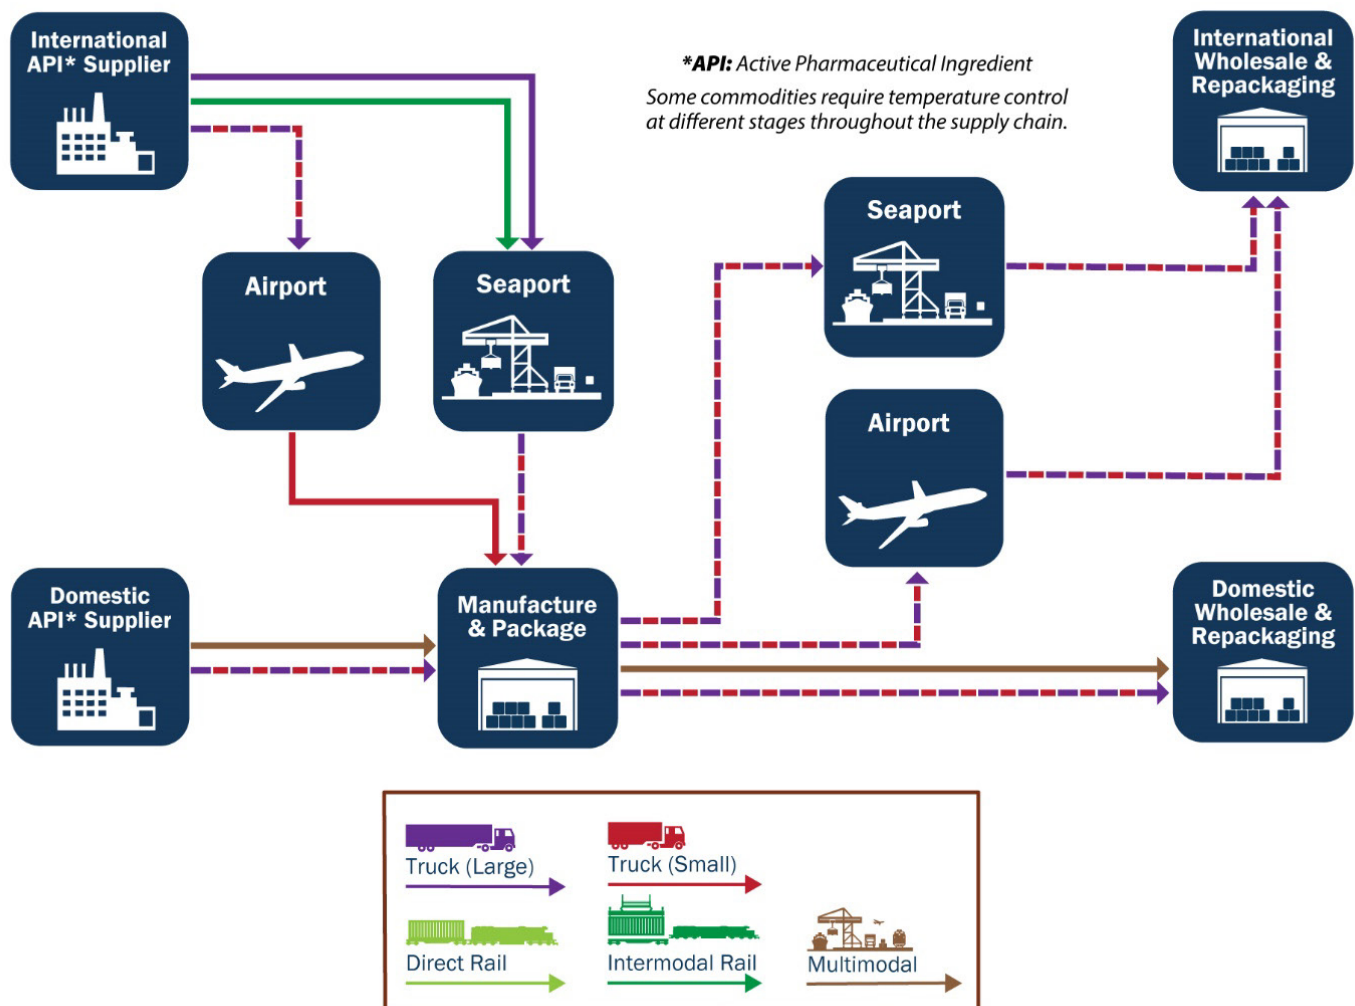 International
API* Supplier
*API: Active Pharmaceutical Ingredient
Some commodities require temperature control
at different stages throughout the supply chain.
International
Wholesale &
Repackaging
Airport
Seaport
Seaport
Airport
Domestic
API* Supplier
Manufacture
& Package
Domestic
Wholesale &
Repackaging
Truck (Large)
Truck (Small)
Direct Rail
Intermodal Rail
Multimodal